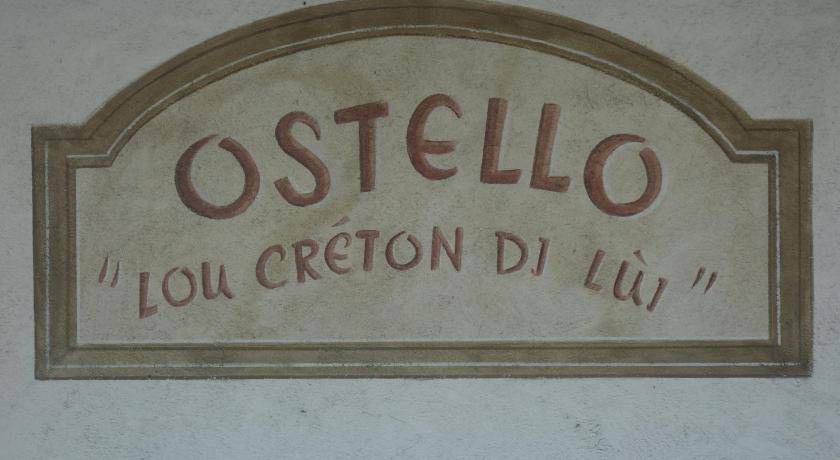 OSTELLO
"LOU CRÉTON DI LÙI"